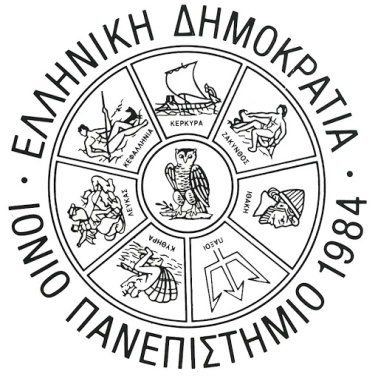 ΕΛΛΗΝΙΚΗ ΔΗΜΟΚΡΑΤΙΑ
ΙΟΝΙΟ ΠΑΝΕΠΙΣΤΗΜΙΟ 1984
ΚΕΡΚΥΡΑ
ΖΑΚΥΝΘΟΣ
ΙΘΑΚΗ
ΠΑΞΟΙ
ΚΥΘΗΡΑ
ΛΕΥΚΑΣ
ΚΕΦΑΛΛΗΝΙΑ